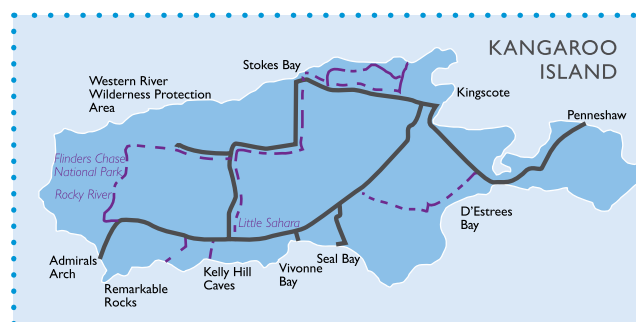 KANGAROO
ISLAND
Stokes Bay
Western River
Wilderness Protection
Area
Kingscote
Penneshaw
Flinders Chase
National Park
Rocky River
D'Estrees
Bay
Little Sahara
Admirals
Arch
Remarkable
Rocks
Kelly Hill
Caves
Vivonne
Bay
Seal Bay